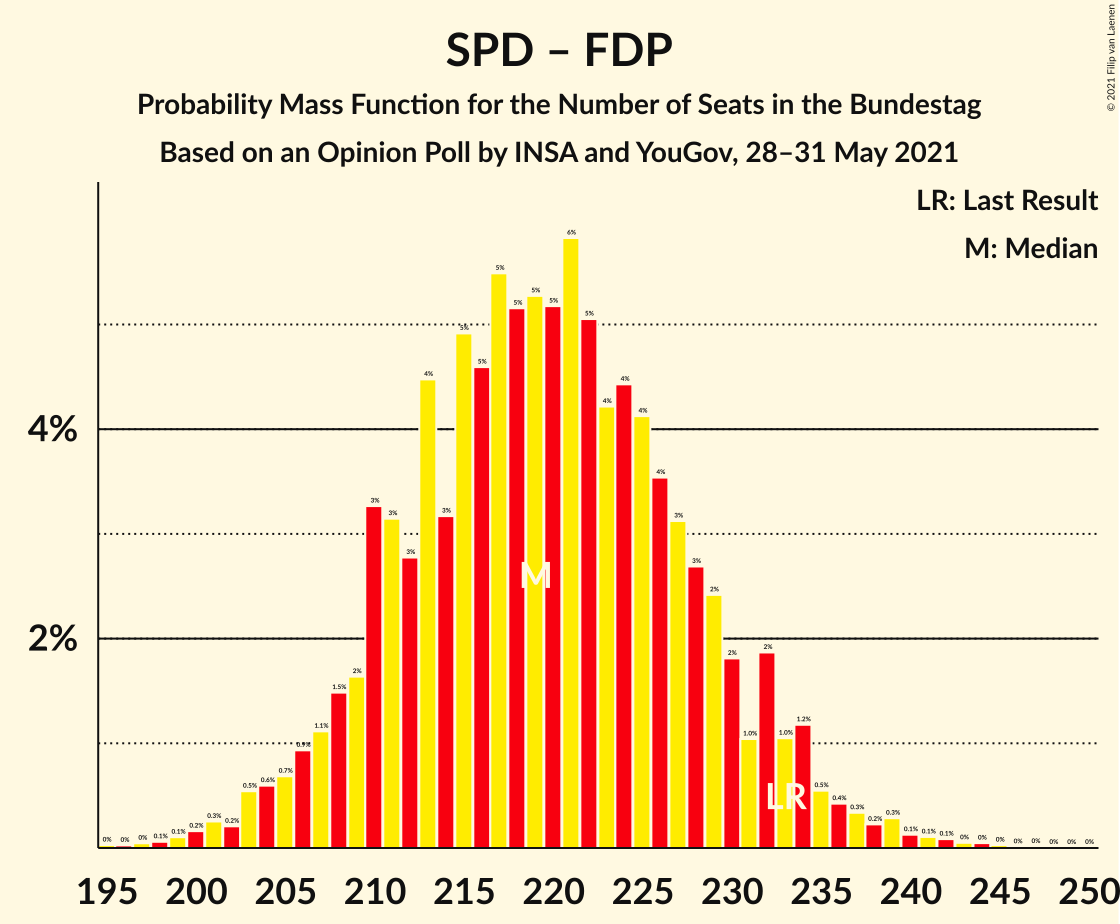 SPD – FDP
Probability Mass Function for the Number of Seats in the Bundestag
Based on an Opinion Poll by INSA and YouGov, 28–31 May 2021
© 2021 Filip van Laenen
LR: Last Result
M: Median
4%
2%
0% 0% 0% 0.1% 0.1% 0.2% 0.3% 0.2% 0.5% 0.6% 0.7% 0.9% 1.1% 1.5% 2% 3% 3% 3% 4% 3% 5% 5% 5% 5% 5% 5% 6% 5% 4% 4% 4% 4% 3% 3% 2% 2% 1.0% 2% 1.0% 1.2% 0.5% 0.4% 0.3% 0.2% 0.3% 0.1% 0.1% 0.1% 0% 0% 0% 0% 0% 0% 0% 0%
M
LR
195 200 205 210 215 220 225 230 235 240 245 250